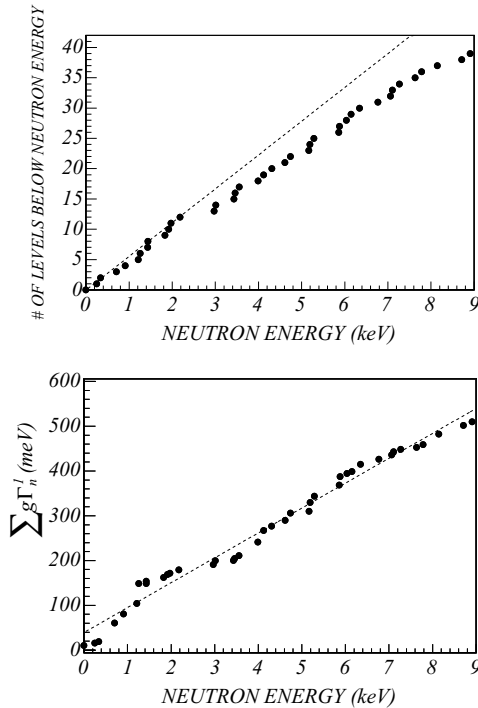 # OF LEVELS BELOW NEUTRON ENERGY
40
35
30
25
20
15
10
5
0
0 1 2 3 4 5 6 7 8 9
NEUTRON ENERGY (keV)
∑gΓₙ¹ (meV)
600
500
400
300
200
100
0
0 1 2 3 4 5 6 7 8 9
NEUTRON ENERGY (keV)